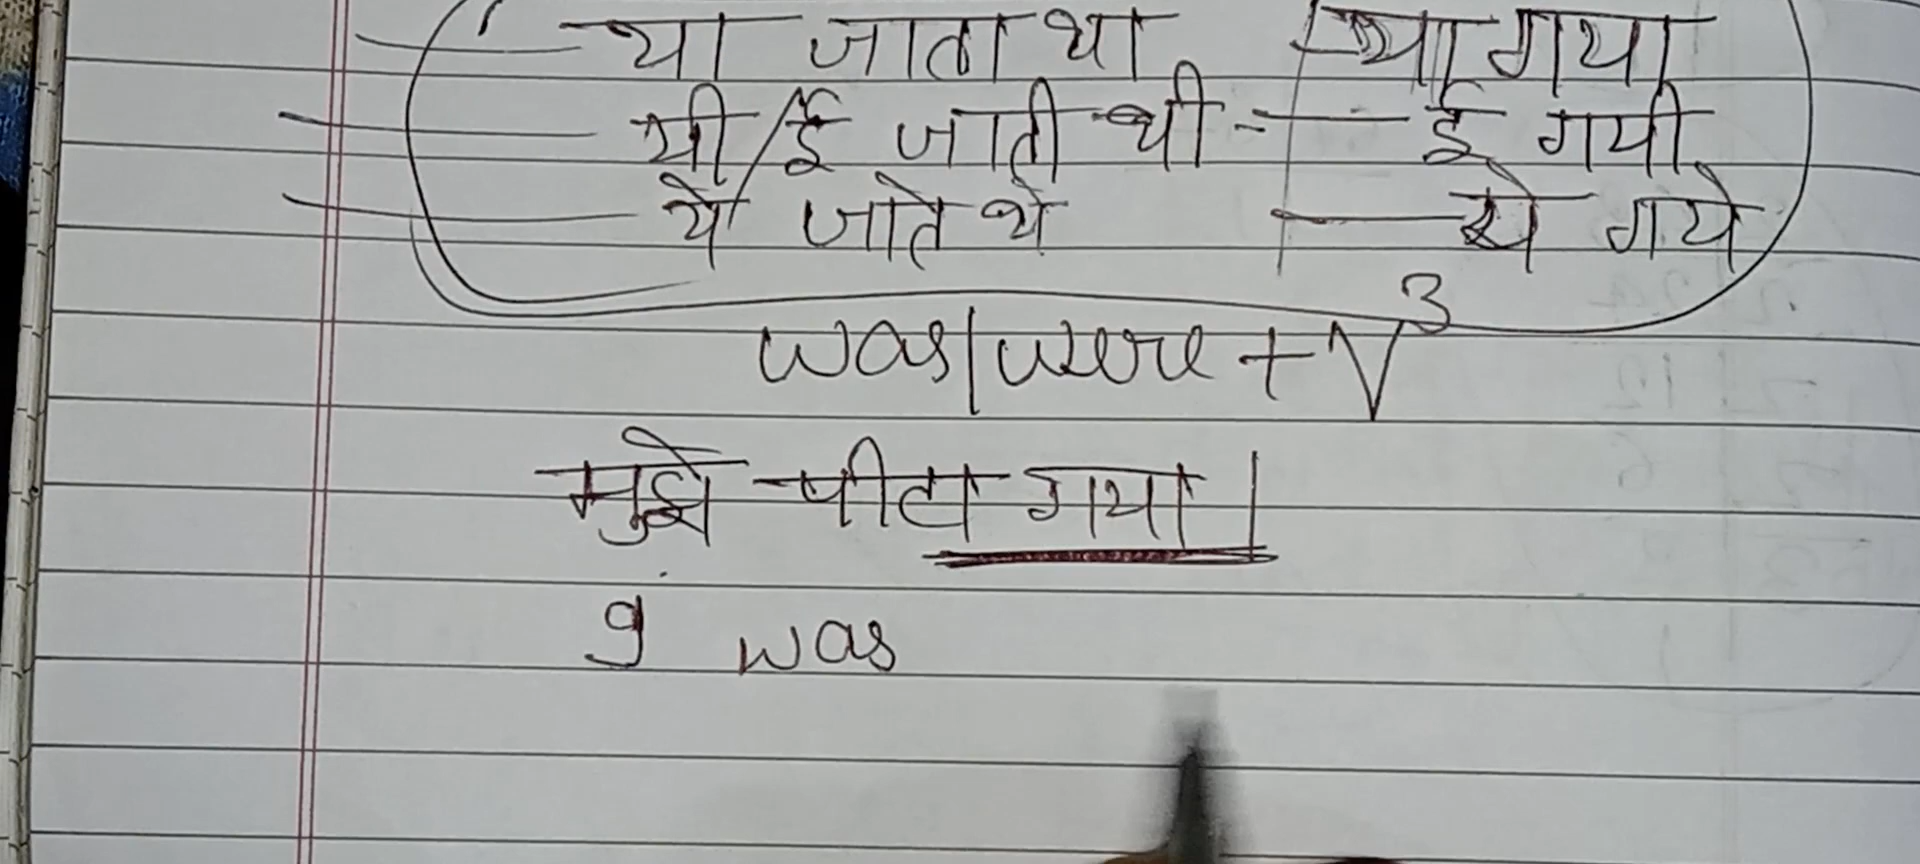 या जाता था या गया
यी/ई जाती थी - ई गयी
ये जाते थे ये गये
was/were + V3
मुझे पीटा गया।
I was